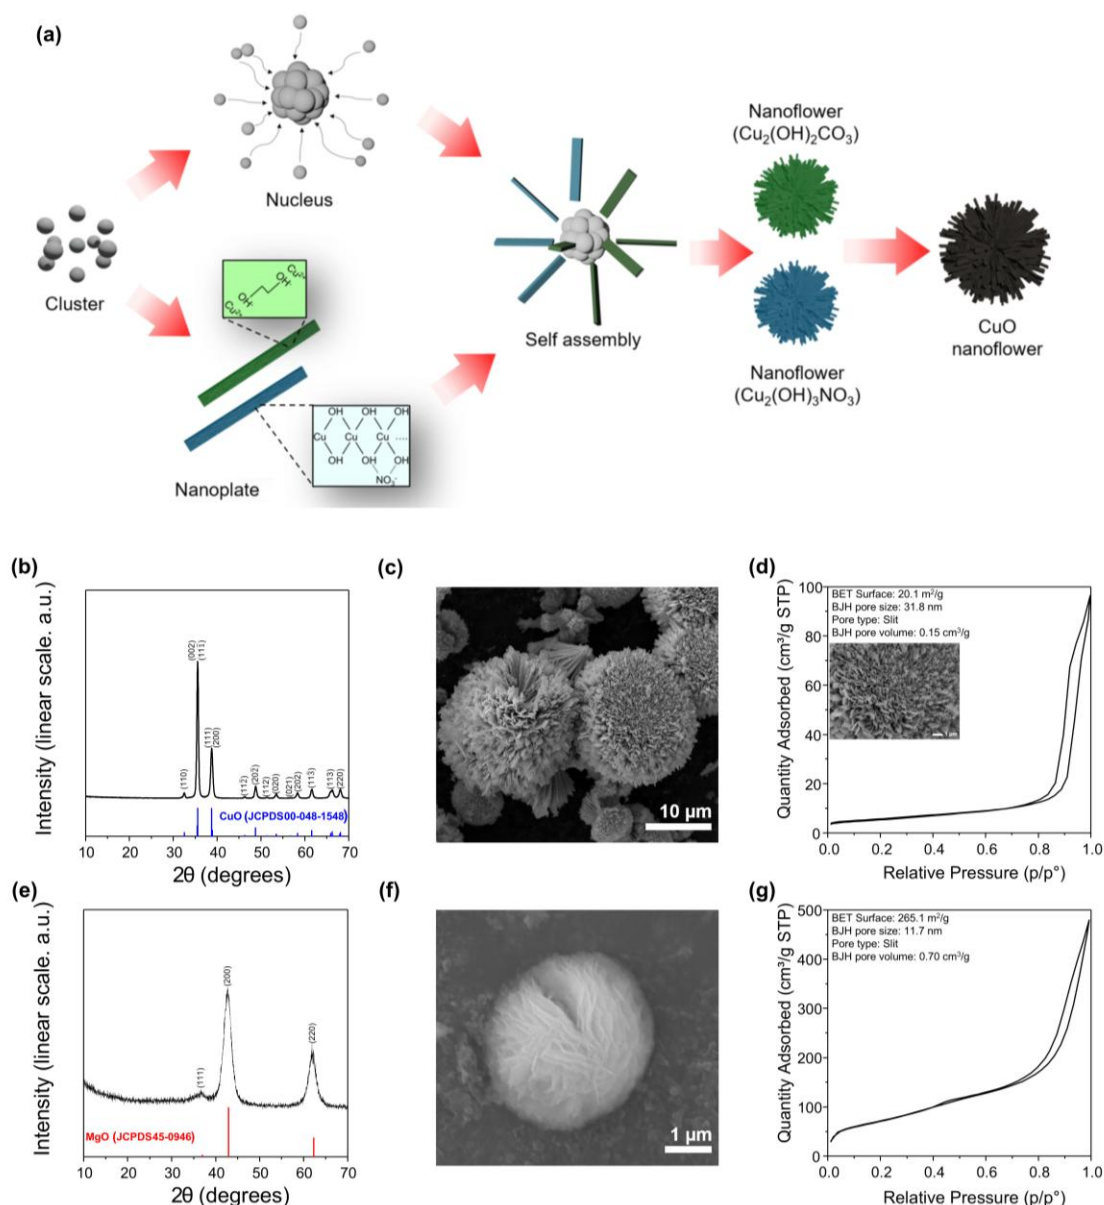 (a)
Nucleus
Cluster
Cu²⁺
OH
OH
Cu²⁺
Nanoplate
OH OH OH
Cu Cu Cu ....
OH OH OH
NO₃⁻
Self assembly
Nanoflower
(Cu₂(OH)₂CO₃)
Nanoflower
(Cu₂(OH)₃NO₃)
CuO
nanoflower
(b)
Intensity (linear scale. a.u.)
(110)
(002)
(111̄)
(111)
(200)
(112̄)
(202̄)
(112)
(020)
(021)
(202)
(113̄)
(113)
(220)
CuO (JCPDS00-048-1548)
10 20 30 40 50 60 70
2θ (degrees)
(c)
10 μm
(d)
Quantity Adsorbed (cm³/g STP)
100
80
60
40
20
0
BET Surface: 20.1 m²/g
BJH pore size: 31.8 nm
Pore type: Slit
BJH pore volume: 0.15 cm³/g
1 μm
0.0 0.2 0.4 0.6 0.8 1.0
Relative Pressure (p/p°)
(e)
Intensity (linear scale. a.u.)
(111)
(200)
(220)
MgO (JCPDS45-0946)
10 20 30 40 50 60 70
2θ (degrees)
(f)
1 μm
(g)
Quantity Adsorbed (cm³/g STP)
500
400
300
200
100
0
BET Surface: 265.1 m²/g
BJH pore size: 11.7 nm
Pore type: Slit
BJH pore volume: 0.70 cm³/g
0.0 0.2 0.4 0.6 0.8 1.0
Relative Pressure (p/p°)